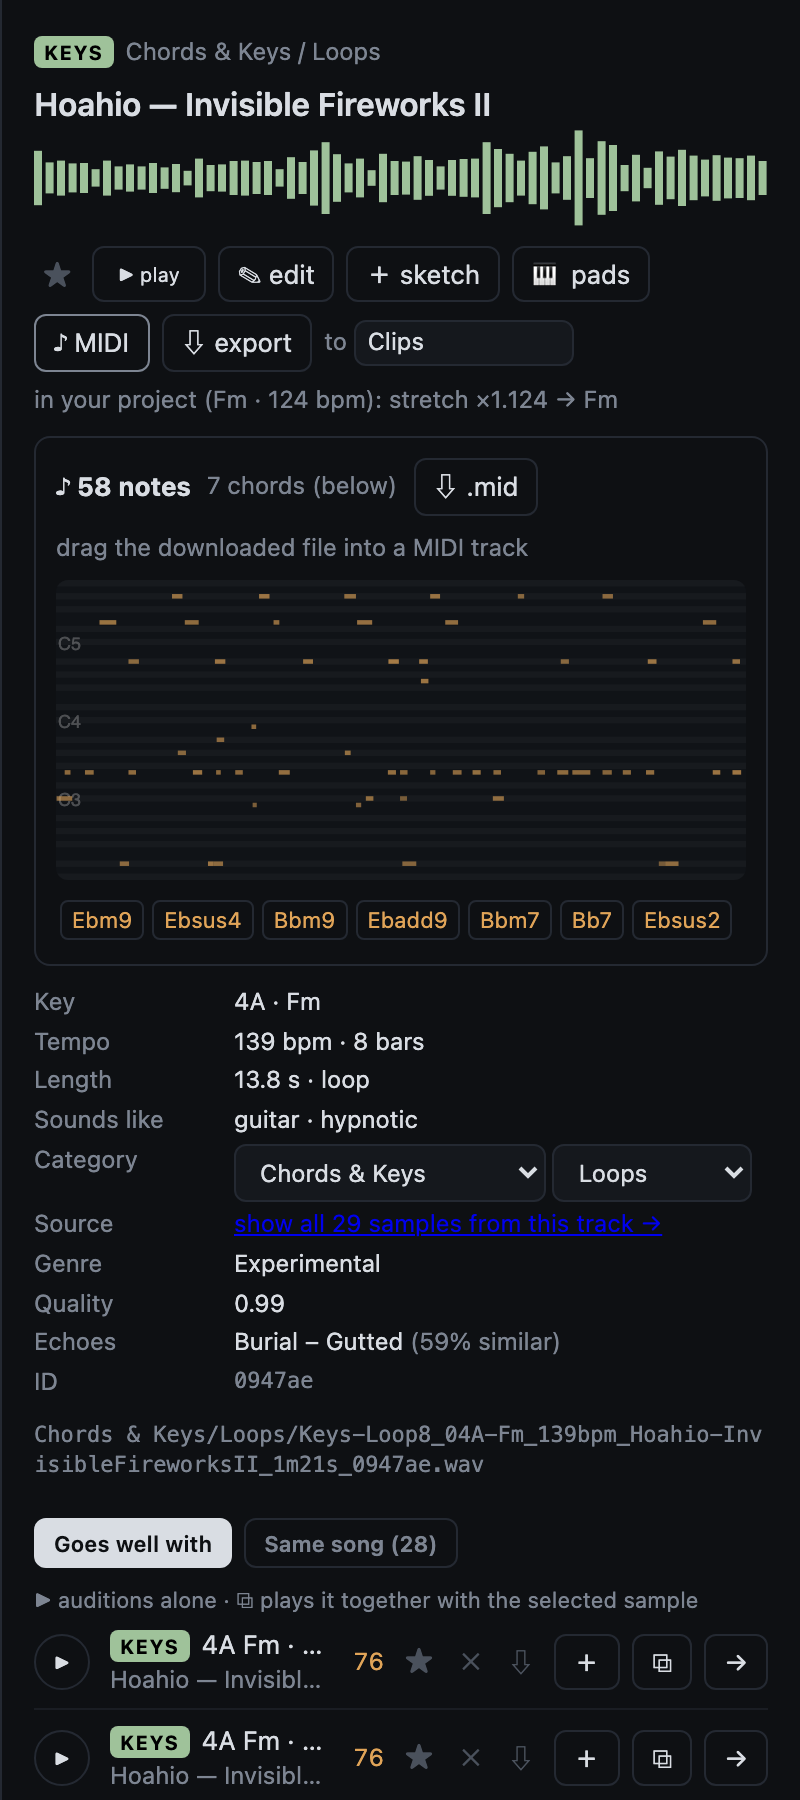 KEYS Chords & Keys / Loops
Hoahio — Invisible Fireworks II
★ ▶ play ✎ edit + sketch 🎹 pads
♪ MIDI ⇩ export to Clips
in your project (Fm · 124 bpm): stretch ×1.124 → Fm
♪ 58 notes 7 chords (below) ⇩ .mid
drag the downloaded file into a MIDI track
C5
C4
C3
Ebm9 Ebsus4 Bbm9 Ebadd9 Bbm7 Bb7 Ebsus2
Key 4A · Fm
Tempo 139 bpm · 8 bars
Length 13.8 s · loop
Sounds like guitar · hypnotic
Category Chords & Keys Loops
Source show all 29 samples from this track →
Genre Experimental
Quality 0.99
Echoes Burial – Gutted (59% similar)
ID 0947ae
Chords & Keys/Loops/Keys-Loop8_04A-Fm_139bpm_Hoahio-Inv
isibleFireworksII_1m21s_0947ae.wav
Goes well with Same song (28)
▶ auditions alone · ⧉ plays it together with the selected sample
▶ KEYS 4A Fm · ... 76 ★ ✕ ⇩ + ⧉ →
Hoahio — Invisibl...
▶ KEYS 4A Fm · ... 76 ★ ✕ ⇩ + ⧉ →
Hoahio — Invisibl...